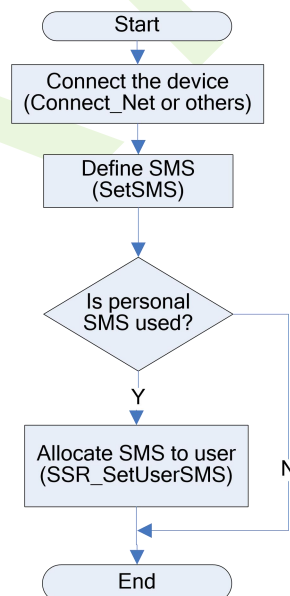 Start
Connect the device
(Connect_Net or others)
Define SMS
(SetSMS)
Is personal
SMS used?
Y
Allocate SMS to user
(SSR_SetUserSMS)
N
End